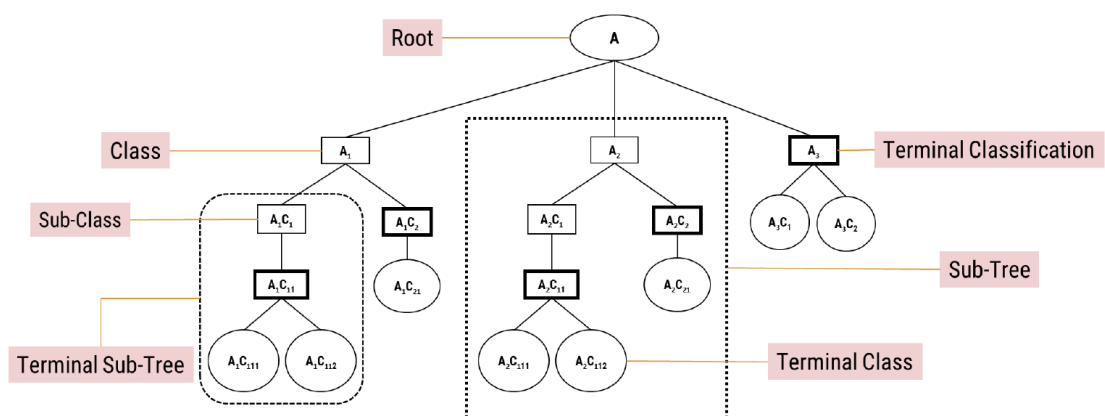 Root
A
Class
A₁
A₂
A₃
Terminal Classification
Sub-Class
A₁C₁
A₁C₂
A₂C₁
A₂C₂
A₃C₁
A₃C₂
A₁C₁₁
A₁C₂₁
A₂C₁₁
A₂C₂₁
Sub-Tree
Terminal Sub-Tree
A₁C₁₁₁
A₁C₁₁₂
A₂C₁₁₁
A₂C₁₁₂
Terminal Class